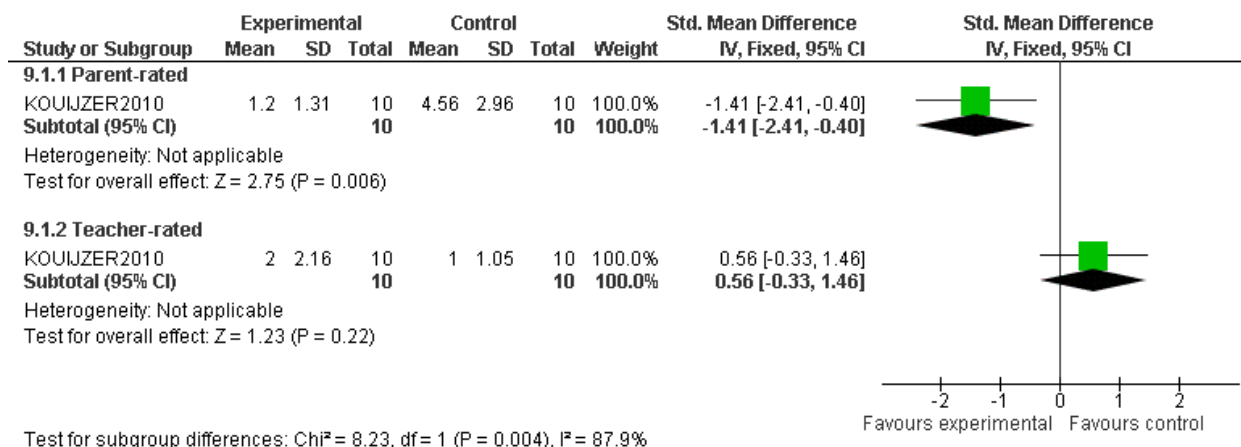 Experimental Control Std. Mean Difference Std. Mean Difference
Study or Subgroup Mean SD Total Mean SD Total Weight IV, Fixed, 95% CI IV, Fixed, 95% CI
9.1.1 Parent-rated
KOUIJZER2010 1.2 1.31 10 4.56 2.96 10 100.0% -1.41 [-2.41, -0.40]
Subtotal (95% CI) 10 10 100.0% -1.41 [-2.41, -0.40]
Heterogeneity: Not applicable
Test for overall effect: Z = 2.75 (P = 0.006)
9.1.2 Teacher-rated
KOUIJZER2010 2 2.16 10 1 1.05 10 100.0% 0.56 [-0.33, 1.46]
Subtotal (95% CI) 10 10 100.0% 0.56 [-0.33, 1.46]
Heterogeneity: Not applicable
Test for overall effect: Z = 1.23 (P = 0.22)
-2 -1 0 1 2
Favours experimental Favours control
Test for subgroup differences: Chi² = 8.23, df = 1 (P = 0.004), I² = 87.9%